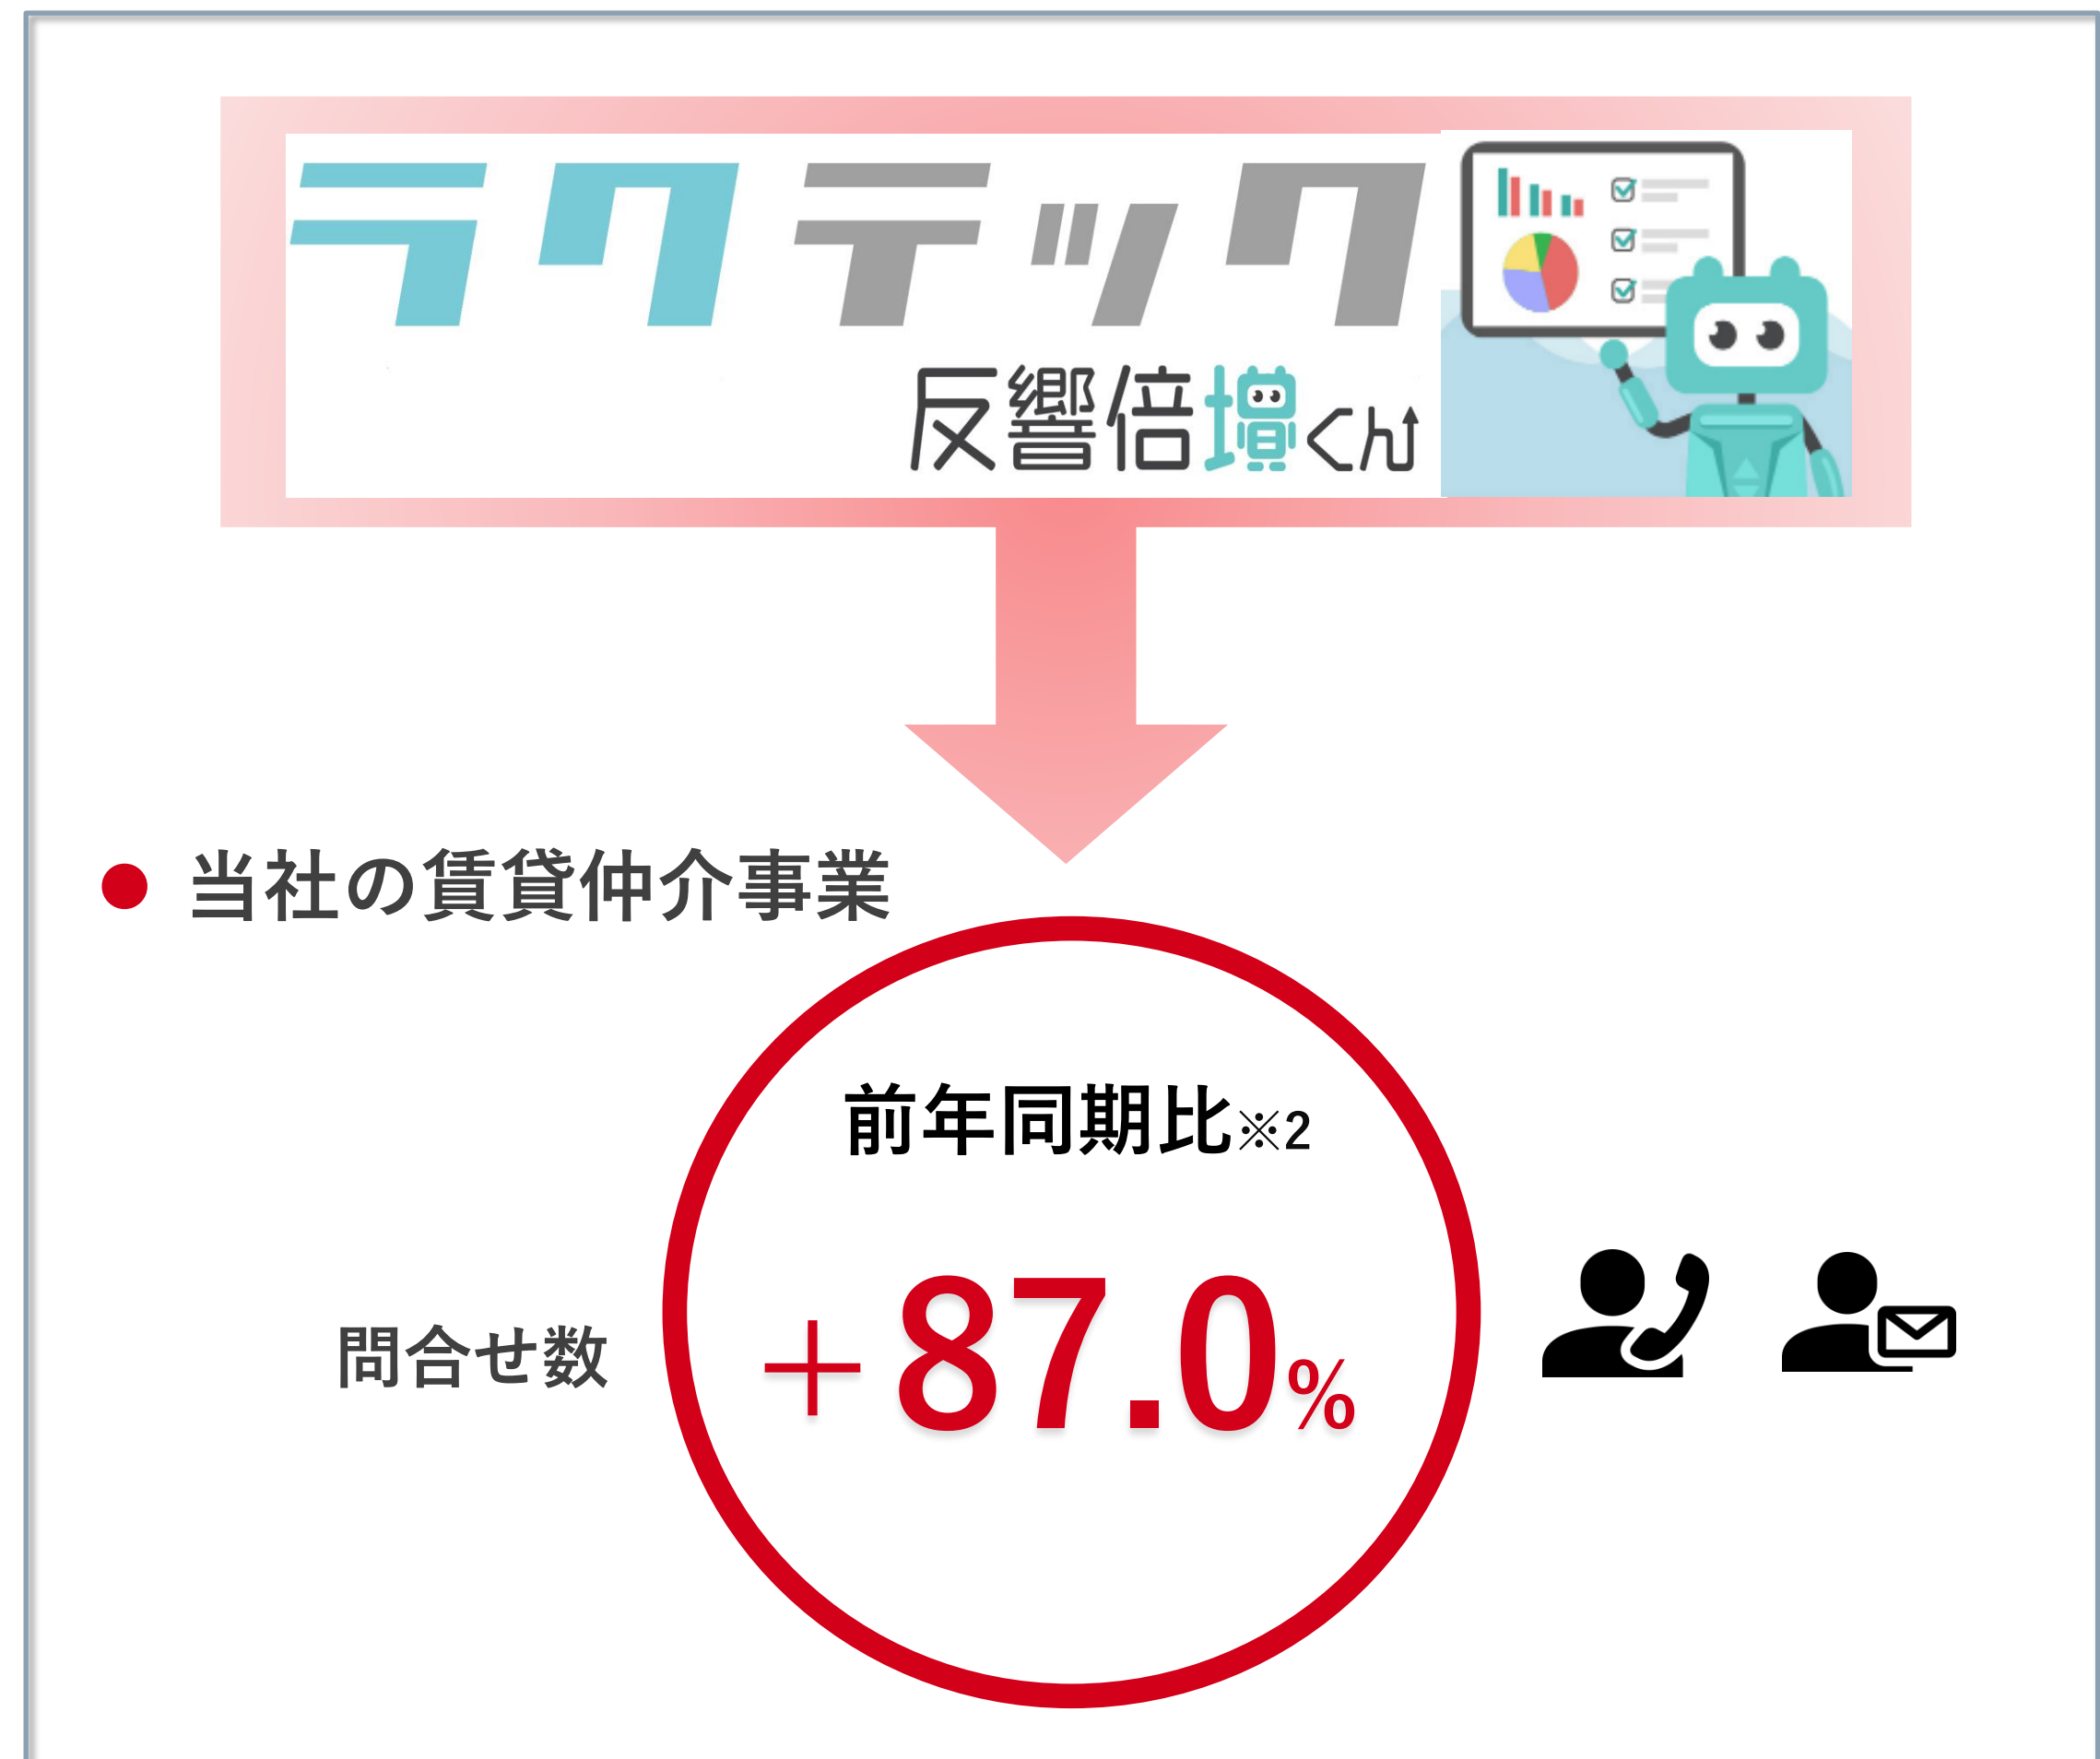 ラクテック
反響倍増くん
当社の賃貸仲介事業
前年同期比※2
問合せ数
+87.0%